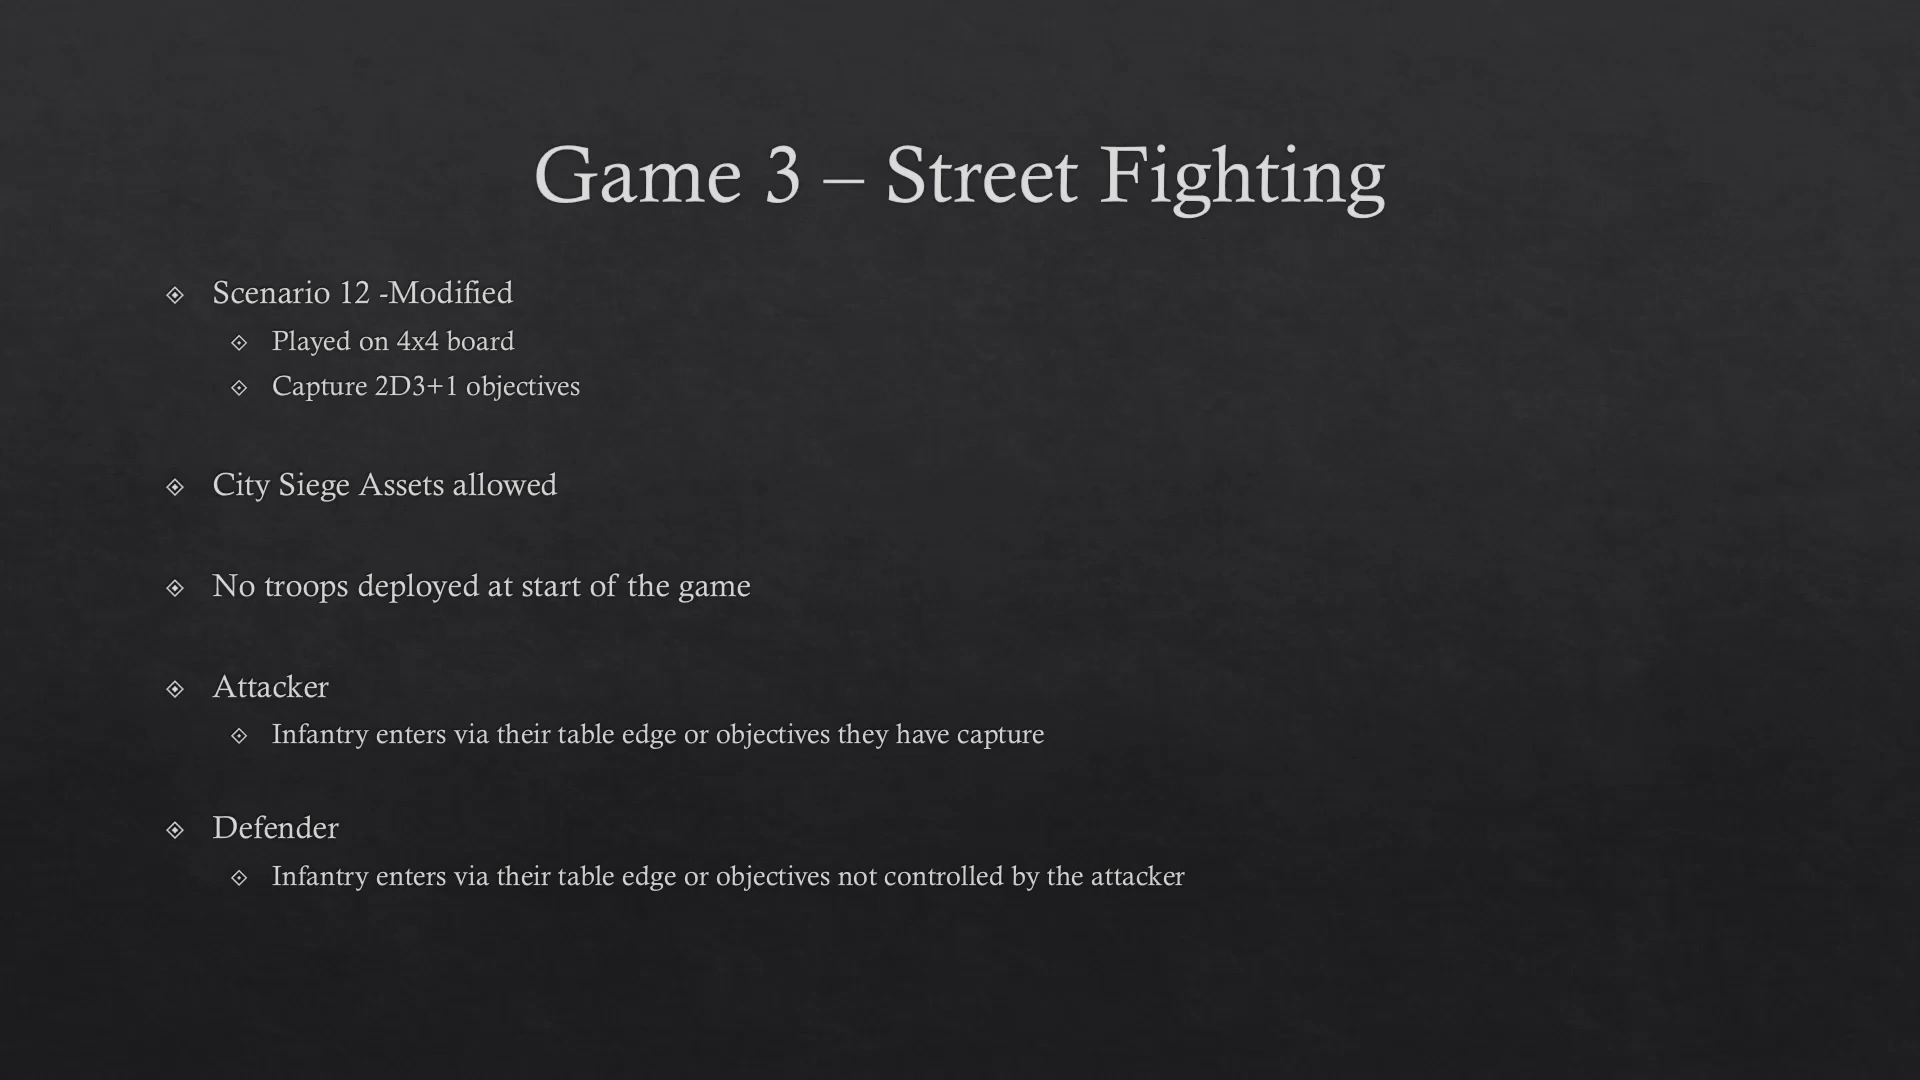 Game 3 – Street Fighting
Scenario 12 -Modified
Played on 4x4 board
Capture 2D3+1 objectives
City Siege Assets allowed
No troops deployed at start of the game
Attacker
Infantry enters via their table edge or objectives they have capture
Defender
Infantry enters via their table edge or objectives not controlled by the attacker